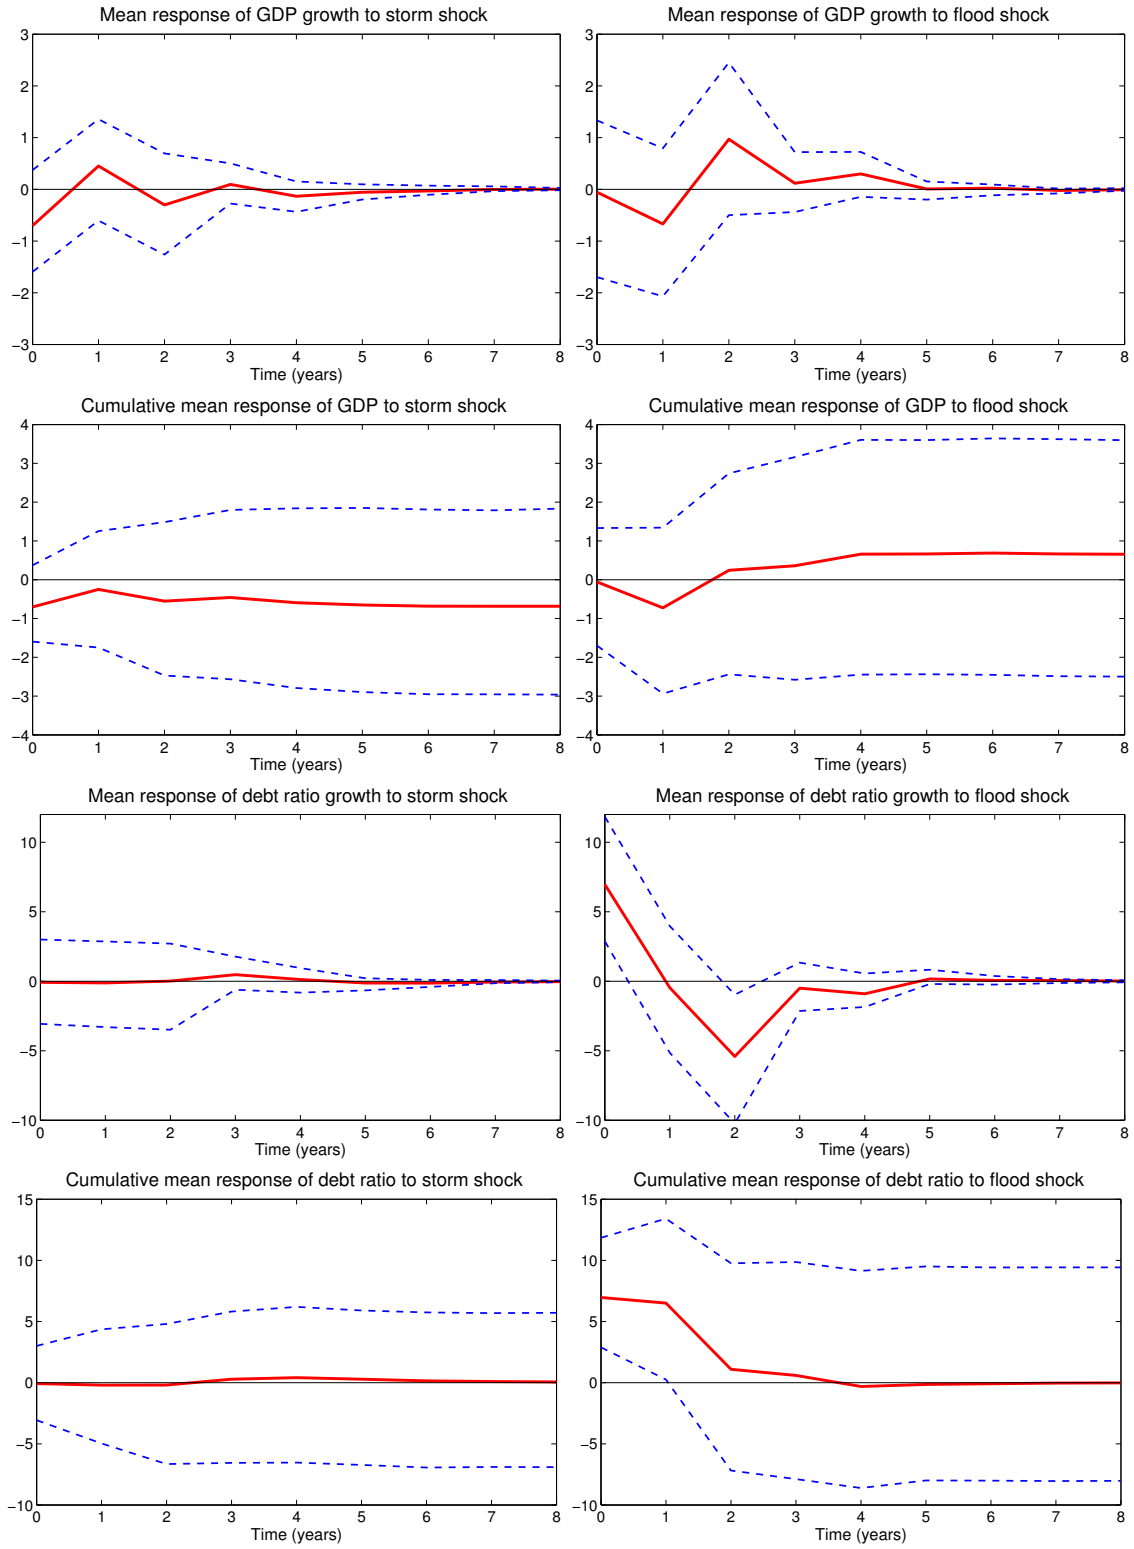 Mean response of GDP growth to storm shock
3
2
1
0
−1
−2
−3
0 1 2 3 4 5 6 7 8
Time (years)
Mean response of GDP growth to flood shock
3
2
1
0
−1
−2
−3
0 1 2 3 4 5 6 7 8
Time (years)
Cumulative mean response of GDP to storm shock
4
3
2
1
0
−1
−2
−3
−4
0 1 2 3 4 5 6 7 8
Time (years)
Cumulative mean response of GDP to flood shock
4
3
2
1
0
−1
−2
−3
−4
0 1 2 3 4 5 6 7 8
Time (years)
Mean response of debt ratio growth to storm shock
10
5
0
−5
−10
0 1 2 3 4 5 6 7 8
Time (years)
Mean response of debt ratio growth to flood shock
10
5
0
−5
−10
0 1 2 3 4 5 6 7 8
Time (years)
Cumulative mean response of debt ratio to storm shock
15
10
5
0
−5
−10
0 1 2 3 4 5 6 7 8
Time (years)
Cumulative mean response of debt ratio to flood shock
15
10
5
0
−5
−10
0 1 2 3 4 5 6 7 8
Time (years)